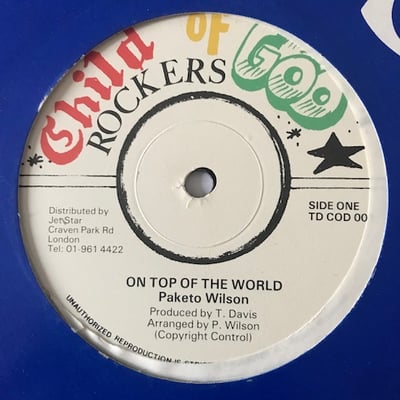 Child OF GOD
ROCKERS
SIDE ONE
TD COD 00
Distributed by
Jet Star
Craven Park Rd
London
Tel: 01-961 4422
ON TOP OF THE WORLD
Paketo Wilson
Produced by T. Davis
Arranged by P. Wilson
(Copyright Control)
UNAUTHORIZED REPRODUCTION IS